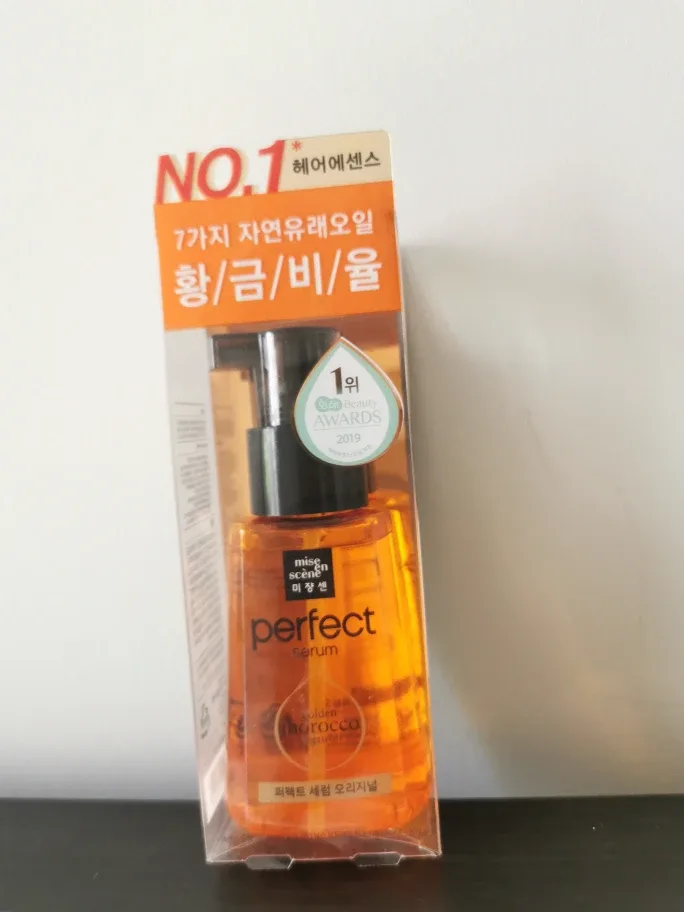 NO.1*
헤어에센스
7가지 자연유래오일
황/금/비/율
1위
Beauty
AWARDS
2019
mise
en
scène
미쟝센
perfect
serum
golden
morocco
퍼펙트 세럼 오리지널